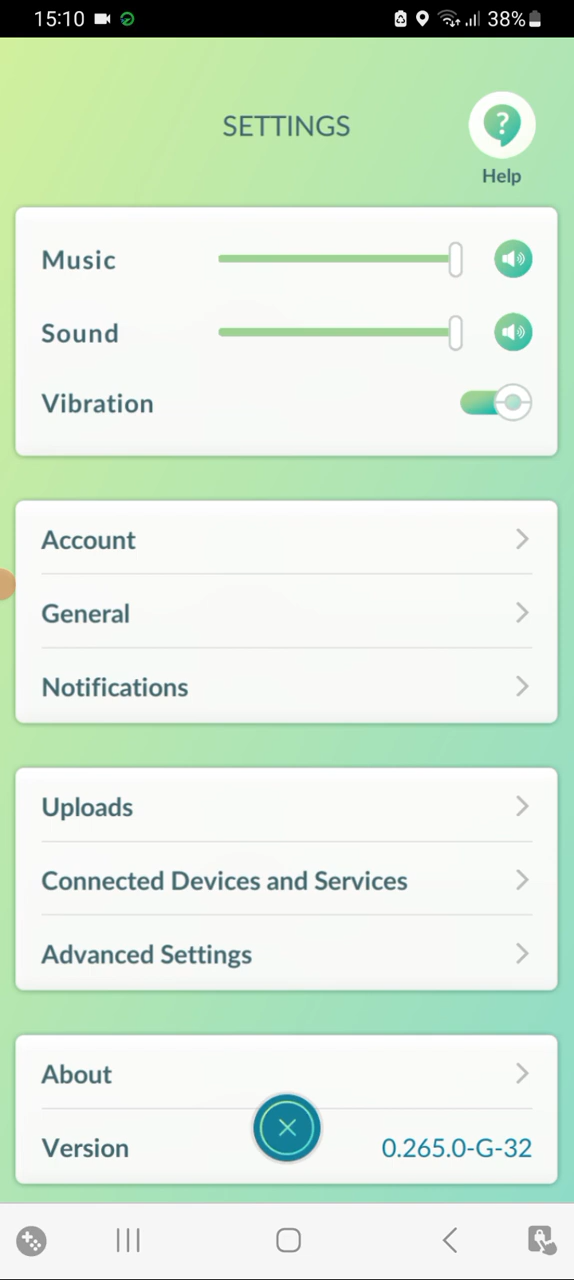 15:10 38%
SETTINGS
?
Help
Music
Sound
Vibration
Account
General
Notifications
Uploads
Connected Devices and Services
Advanced Settings
About
Version 0.265.0-G-32